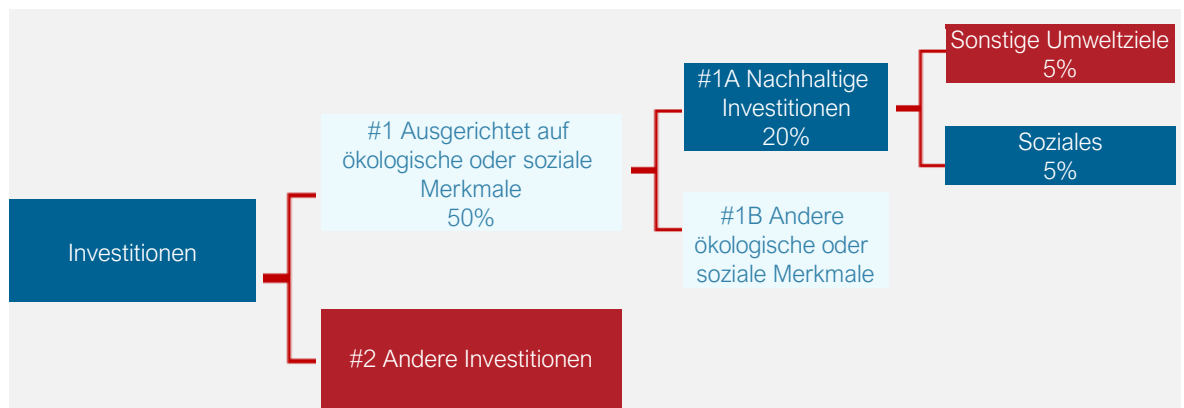 Investitionen
#1 Ausgerichtet auf
ökologische oder soziale
Merkmale
50%
#2 Andere Investitionen
#1A Nachhaltige
Investitionen
20%
#1B Andere
ökologische oder
soziale Merkmale
Sonstige Umweltziele
5%
Soziales
5%